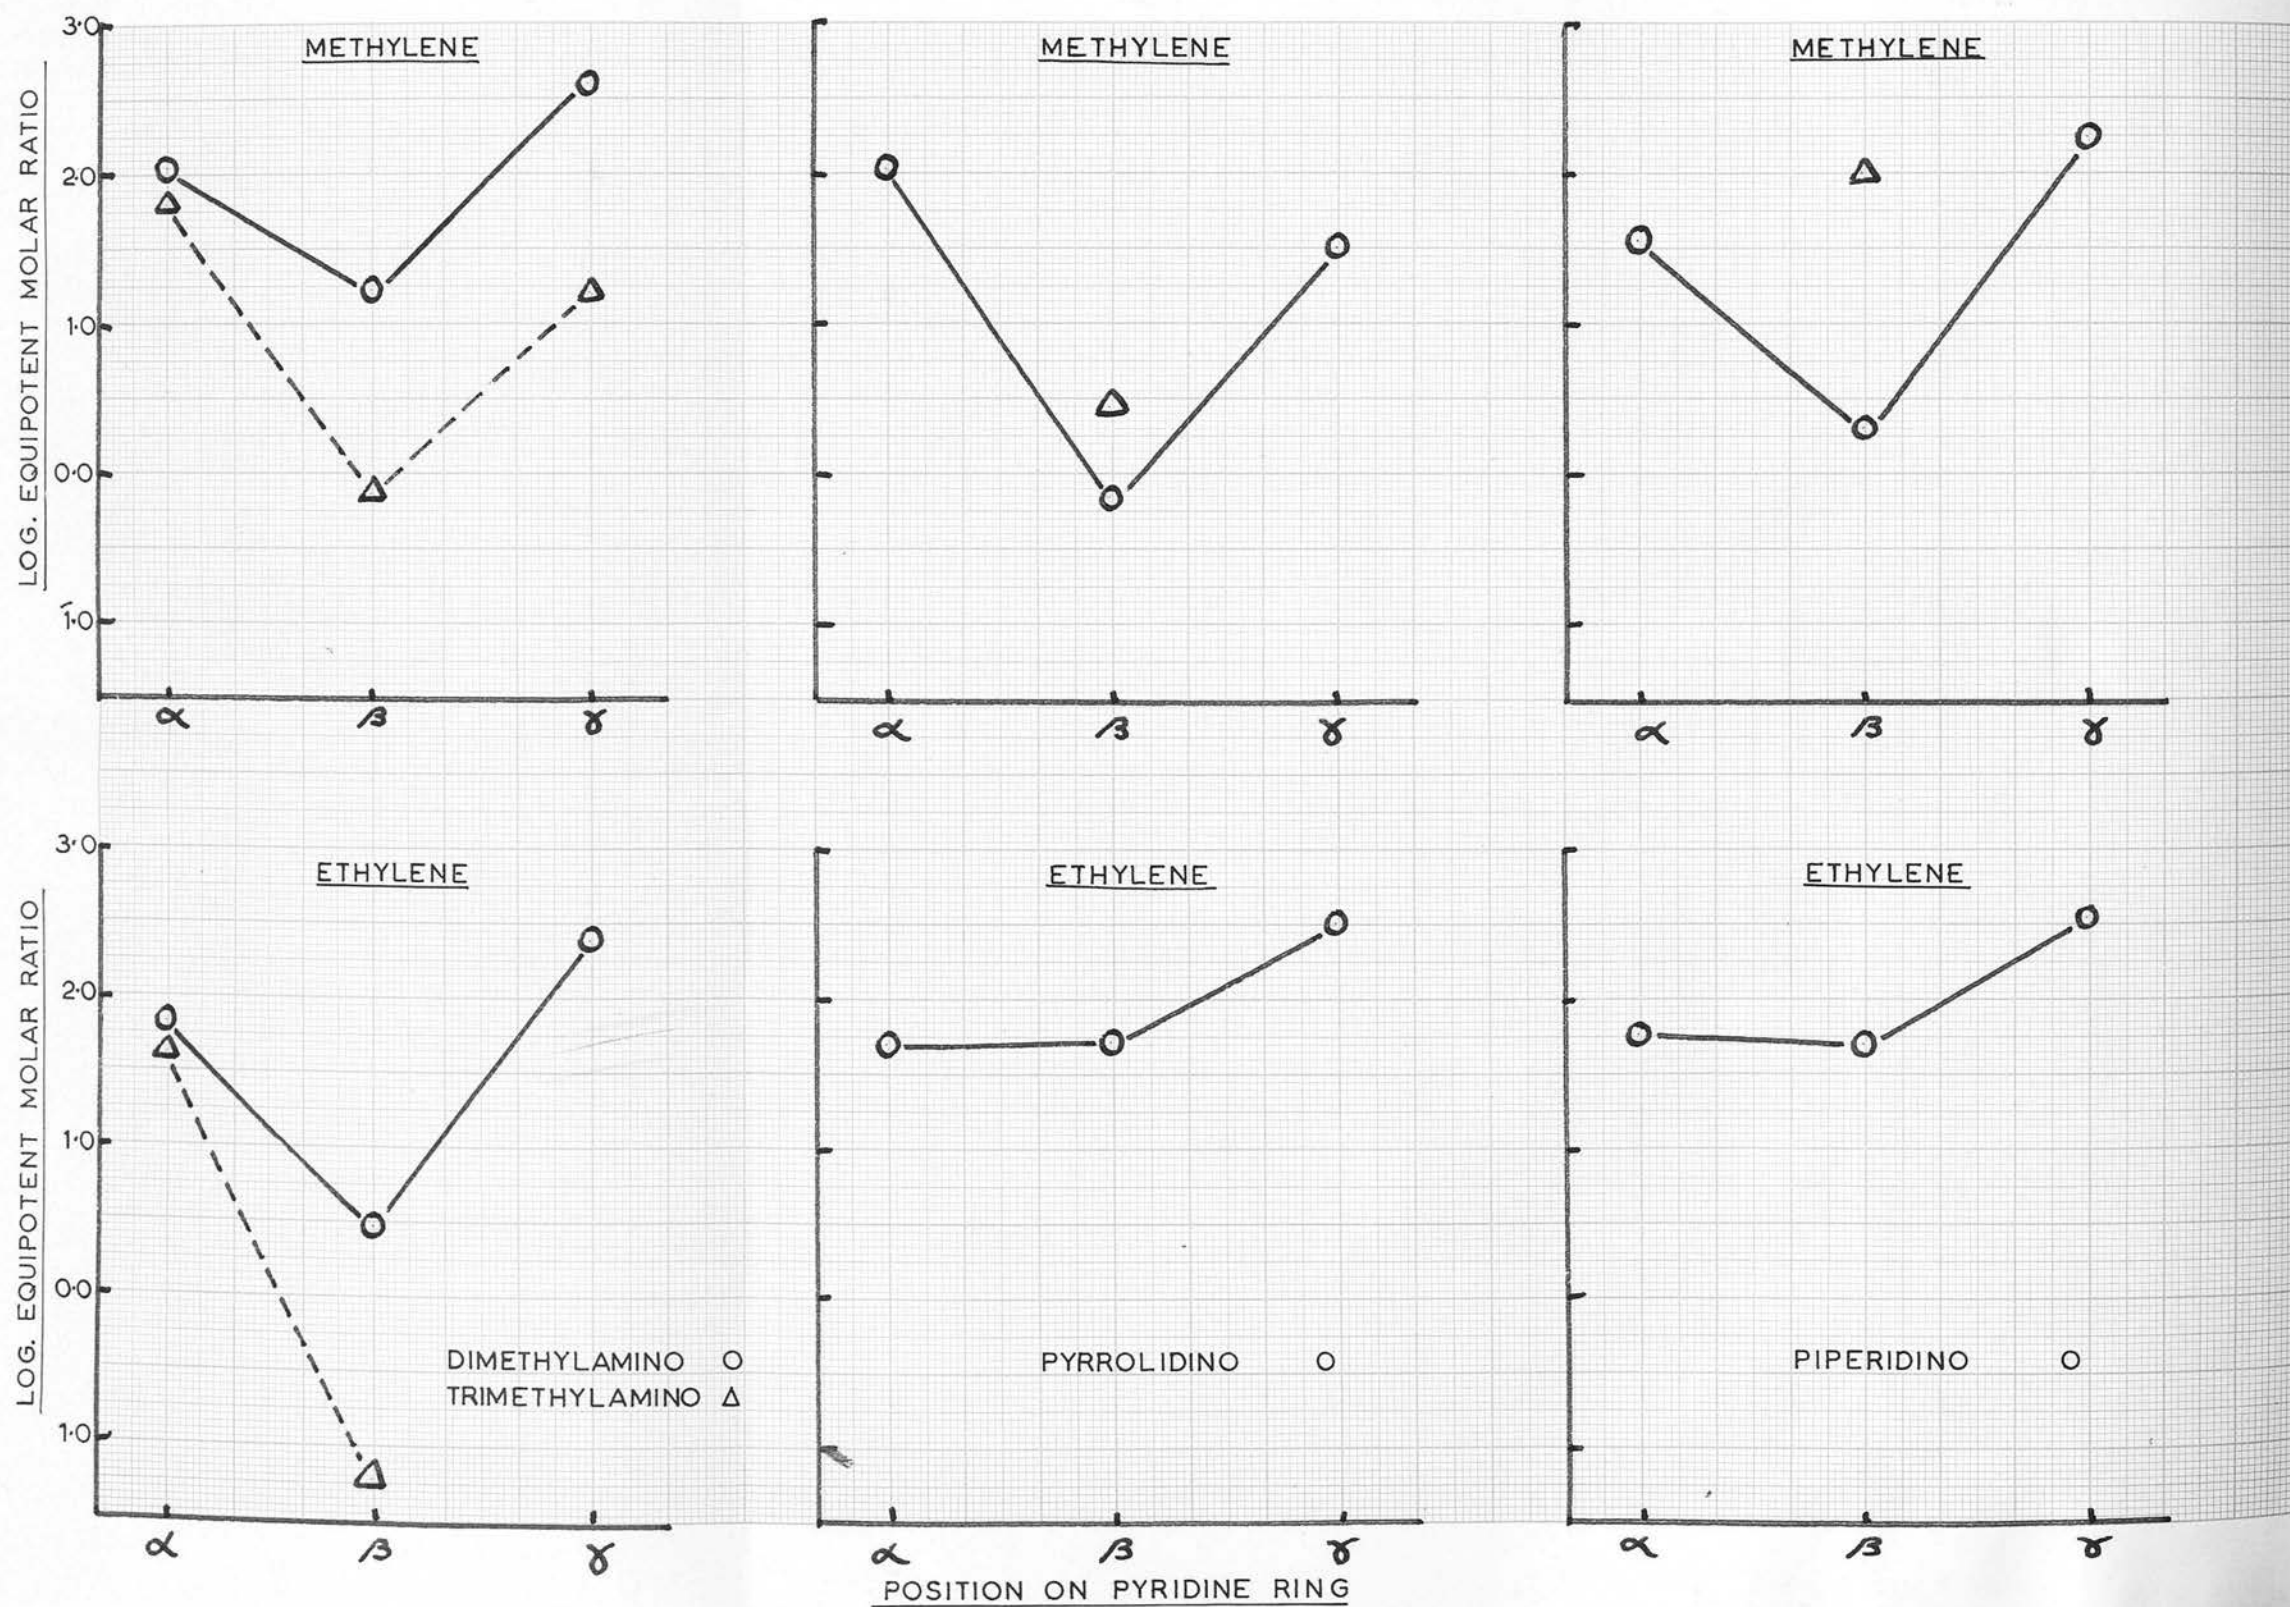 METHYLENE
METHYLENE
METHYLENE
LOG. EQUIPOTENT MOLAR RATIO
3·0
2·0
1·0
0·0
1·0
α
β
γ
α
β
γ
α
β
γ
ETHYLENE
ETHYLENE
ETHYLENE
LOG. EQUIPOTENT MOLAR RATIO
3·0
2·0
1·0
0·0
1·0
DIMETHYLAMINO O
TRIMETHYLAMINO Δ
PYRROLIDINO O
PIPERIDINO O
α
β
γ
α
β
γ
α
β
γ
POSITION ON PYRIDINE RING